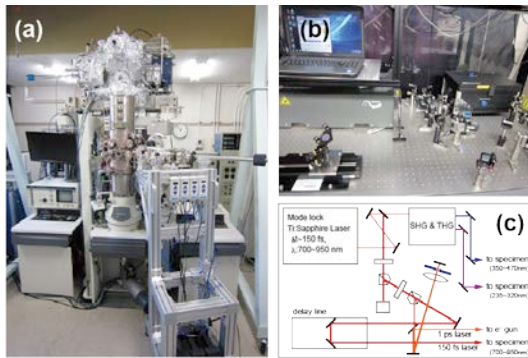 (a)
(b)
(c)
Mode lock
Ti:Sapphire Laser
Δt~150 fs,
λ:700~950 nm
SHG & THG
to specimen
(350~470nm)
to specimen
(235~320nm)
delay line
1 ps laser
150 fs laser
to e⁻ gun
to specimen
(700~950nm)